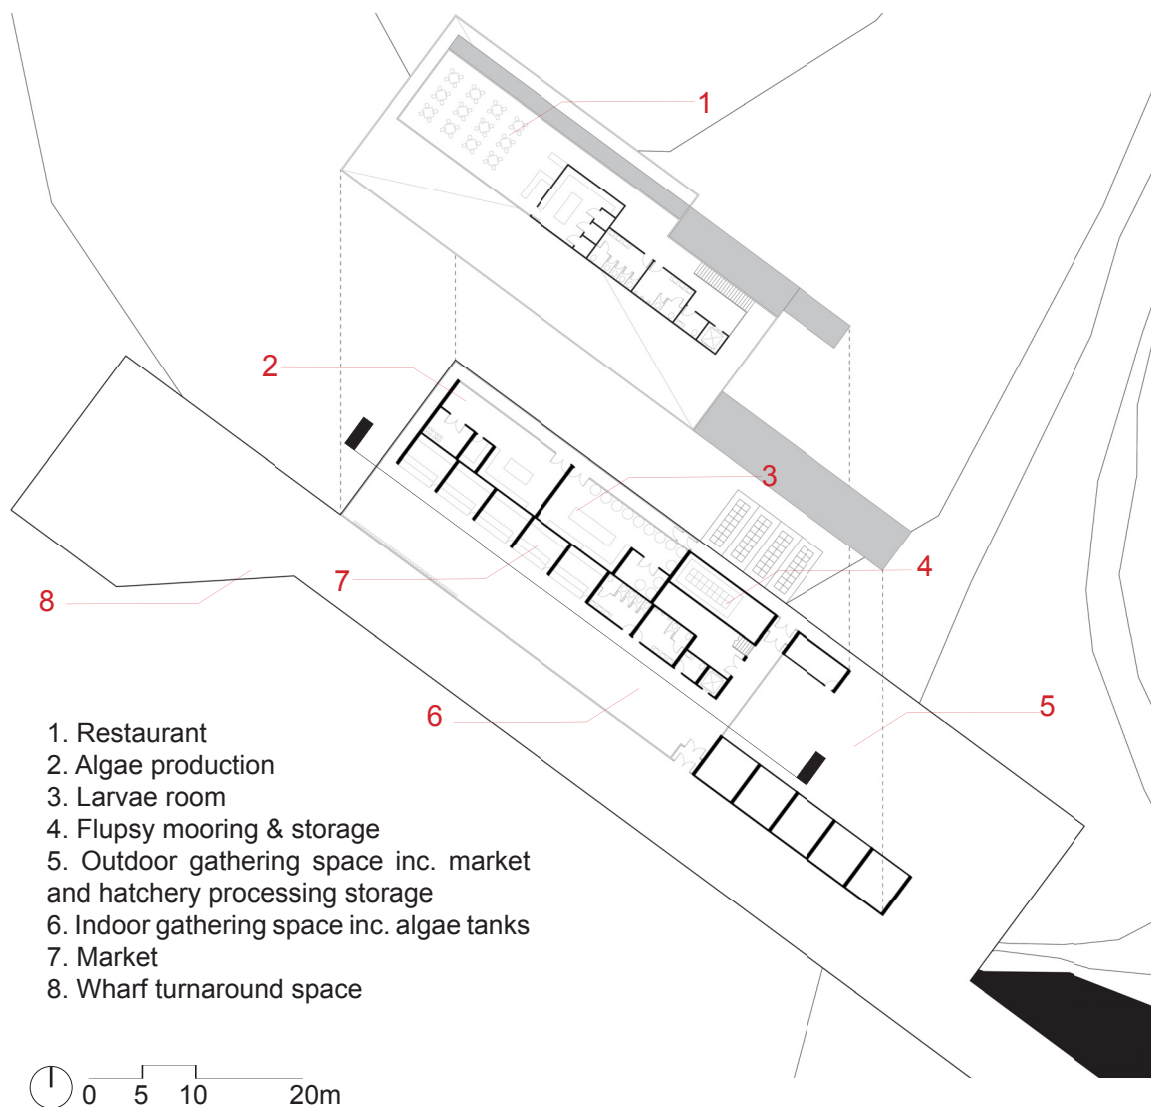 1
2
3
4
7
8
6
5
1. Restaurant
2. Algae production
3. Larvae room
4. Flupsy mooring & storage
5. Outdoor gathering space inc. market
and hatchery processing storage
6. Indoor gathering space inc. algae tanks
7. Market
8. Wharf turnaround space
0 5 10 20m